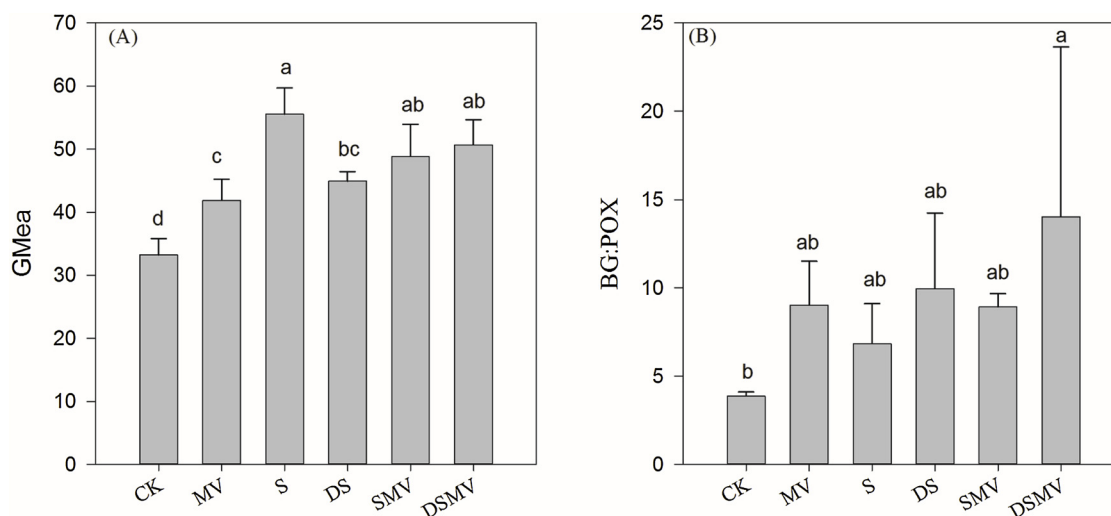 (A)
GMea
70
60
50
40
30
20
10
0
d
c
a
bc
ab
ab
CK
MV
S
DS
SMV
DSMV
(B)
BG:POX
25
20
15
10
5
0
b
ab
ab
ab
ab
a
CK
MV
S
DS
SMV
DSMV